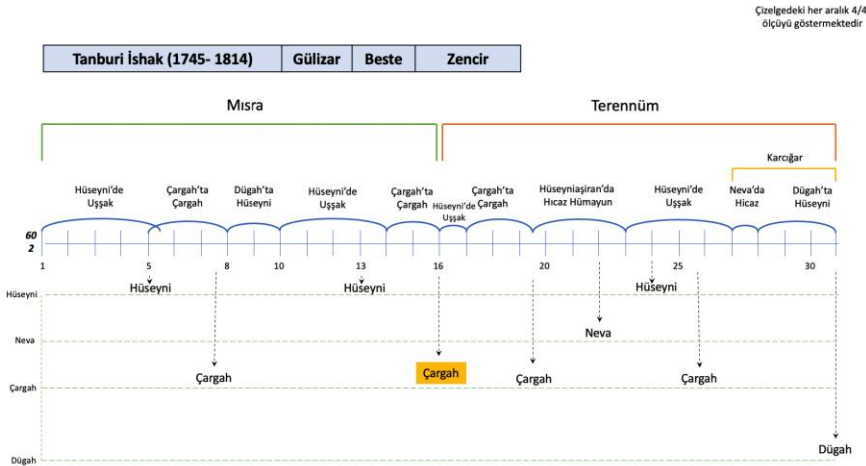 Çizelgedeki her aralık 4/4
ölçüyü göstermektedir
Tanburi İshak (1745- 1814) Gülizar Beste Zencir
Mısra Terennüm
Karcığar
Hüseyni'de
Uşşak
Çargah'ta
Çargah
Dügah'ta
Hüseyni
Hüseyni'de
Uşşak
Çargah'ta
Çargah
Hüseyni'de
Uşşak
Çargah'ta
Çargah
Hüseyniaşiran'da
Hıcaz Hümayun
Hüseyni'de
Uşşak
Neva'da
Hicaz
Dügah'ta
Hüseyni
60
2
1 5 8 10 13 16 20 25 30
Hüseyni Hüseyni Hüseyni Hüseyni
Neva Neva
Çargah Çargah Çargah Çargah Çargah
Dügah
Dügah